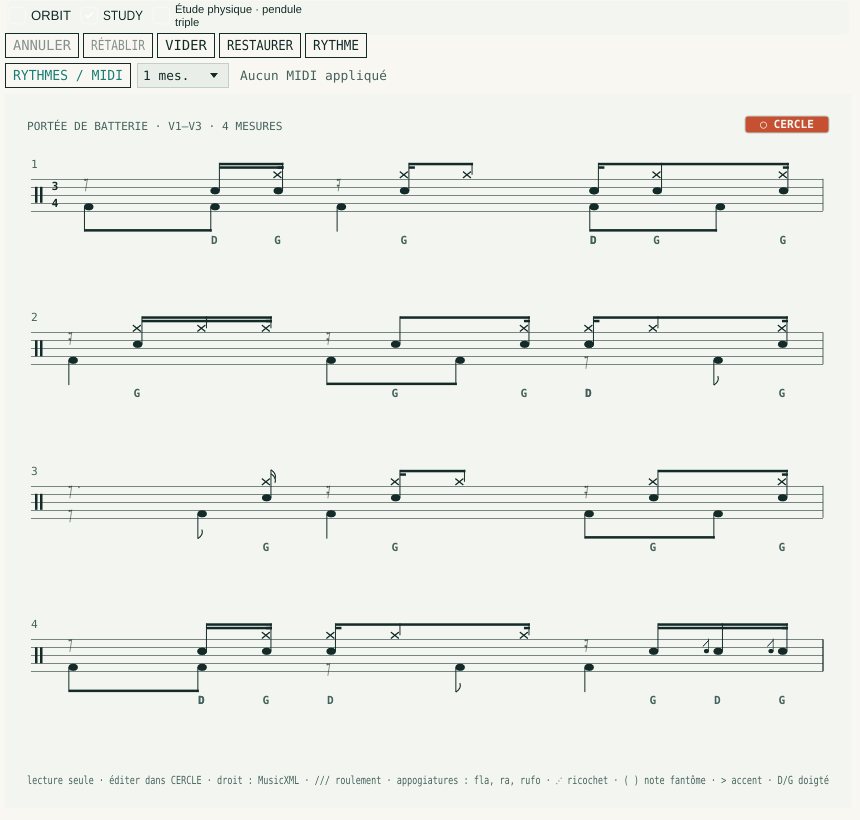 ORBIT STUDY Étude physique · pendule
triple
ANNULER RÉTABLIR VIDER RESTAURER RYTHME
RYTHMES / MIDI 1 mes. Aucun MIDI appliqué
PORTÉE DE BATTERIE · V1–V3 · 4 MESURES ○ CERCLE
1
3
4
D G G D G G
2
G G G D G
3
G G G G
4
D G D G D G
lecture seule · éditer dans CERCLE · droit : MusicXML · /// roulement · appogiatures : fla, ra, rufo · ⋰ ricochet · ( ) note fantôme · > accent · D/G doigté